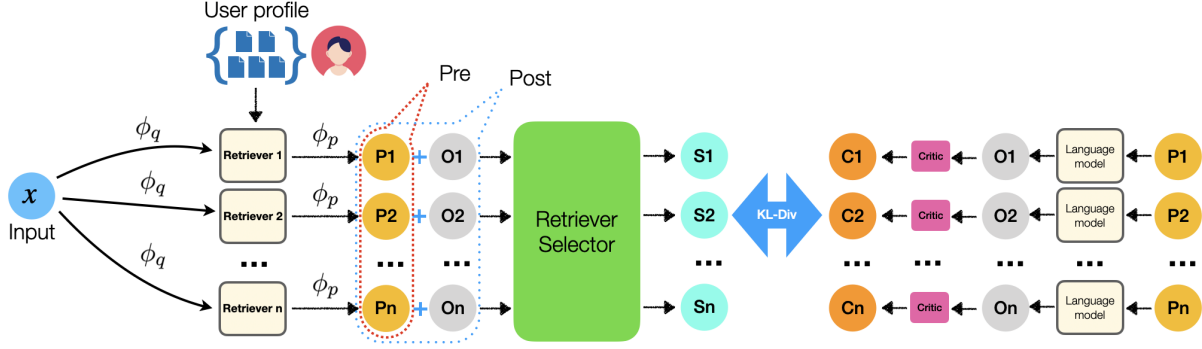 User profile
Pre
Post
ϕq ϕp
Retriever 1 P1 + O1 S1 C1 Critic O1 Language model P1
x
Input
ϕq ϕp
Retriever 2 P2 + O2 Retriever Selector S2 KL-Div C2 Critic O2 Language model P2
... ... ... ... ... ... ... ...
ϕq ϕp
Retriever n Pn + On Sn Cn Critic On Language model Pn